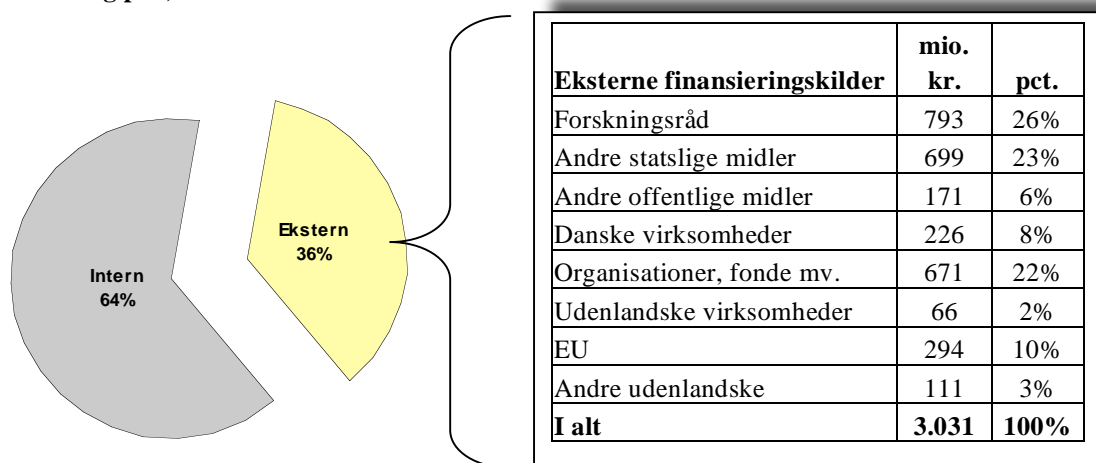 Ekstern
36%
Intern
64%
Eksterne finansieringskilder mio. kr. pct.
Forskningsråd 793 26%
Andre statslige midler 699 23%
Andre offentlige midler 171 6%
Danske virksomheder 226 8%
Organisationer, fonde mv. 671 22%
Udenlandske virksomheder 66 2%
EU 294 10%
Andre udenlandske 111 3%
I alt 3.031 100%